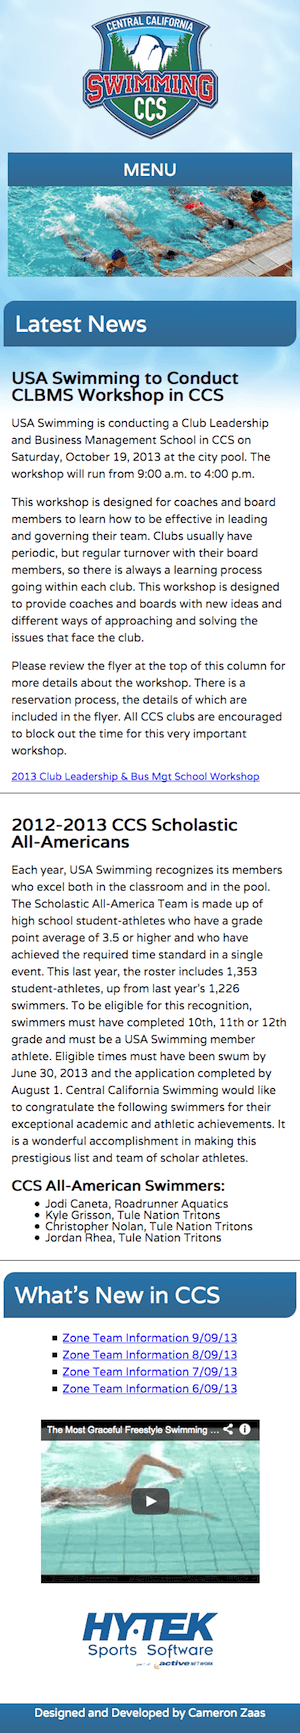 CENTRAL CALIFORNIA
SWIMMING
CCS
MENU
Latest News
USA Swimming to Conduct
CLBMS Workshop in CCS
USA Swimming is conducting a Club Leadership
and Business Management School in CCS on
Saturday, October 19, 2013 at the city pool. The
workshop will run from 9:00 a.m. to 4:00 p.m.
This workshop is designed for coaches and board
members to learn how to be effective in leading
and governing their team. Clubs usually have
periodic, but regular turnover with their board
members, so there is always a learning process
going within each club. This workshop is designed
to provide coaches and boards with new ideas and
different ways of approaching and solving the
issues that face the club.
Please review the flyer at the top of this column for
more details about the workshop. There is a
reservation process, the details of which are
included in the flyer. All CCS clubs are encouraged
to block out the time for this very important
workshop.
2013 Club Leadership & Bus Mgt School Workshop
2012-2013 CCS Scholastic
All-Americans
Each year, USA Swimming recognizes its members
who excel both in the classroom and in the pool.
The Scholastic All-America Team is made up of
high school student-athletes who have a grade
point average of 3.5 or higher and who have
achieved the required time standard in a single
event. This last year, the roster includes 1,353
student-athletes, up from last year's 1,226
swimmers. To be eligible for this recognition,
swimmers must have completed 10th, 11th or 12th
grade and must be a USA Swimming member
athlete. Eligible times must have been swum by
June 30, 2013 and the application completed by
August 1. Central California Swimming would like
to congratulate the following swimmers for their
exceptional academic and athletic achievements. It
is a wonderful accomplishment in making this
prestigious list and team of scholar athletes.
CCS All-American Swimmers:
Jodi Caneta, Roadrunner Aquatics
Kyle Grisson, Tule Nation Tritons
Christopher Nolan, Tule Nation Tritons
Jordan Rhea, Tule Nation Tritons
What's New in CCS
Zone Team Information 9/09/13
Zone Team Information 8/09/13
Zone Team Information 7/09/13
Zone Team Information 6/09/13
The Most Graceful Freestyle Swimming ...
HY-TEK
Sports Software
part of active NETWORK
Designed and Developed by Cameron Zaas